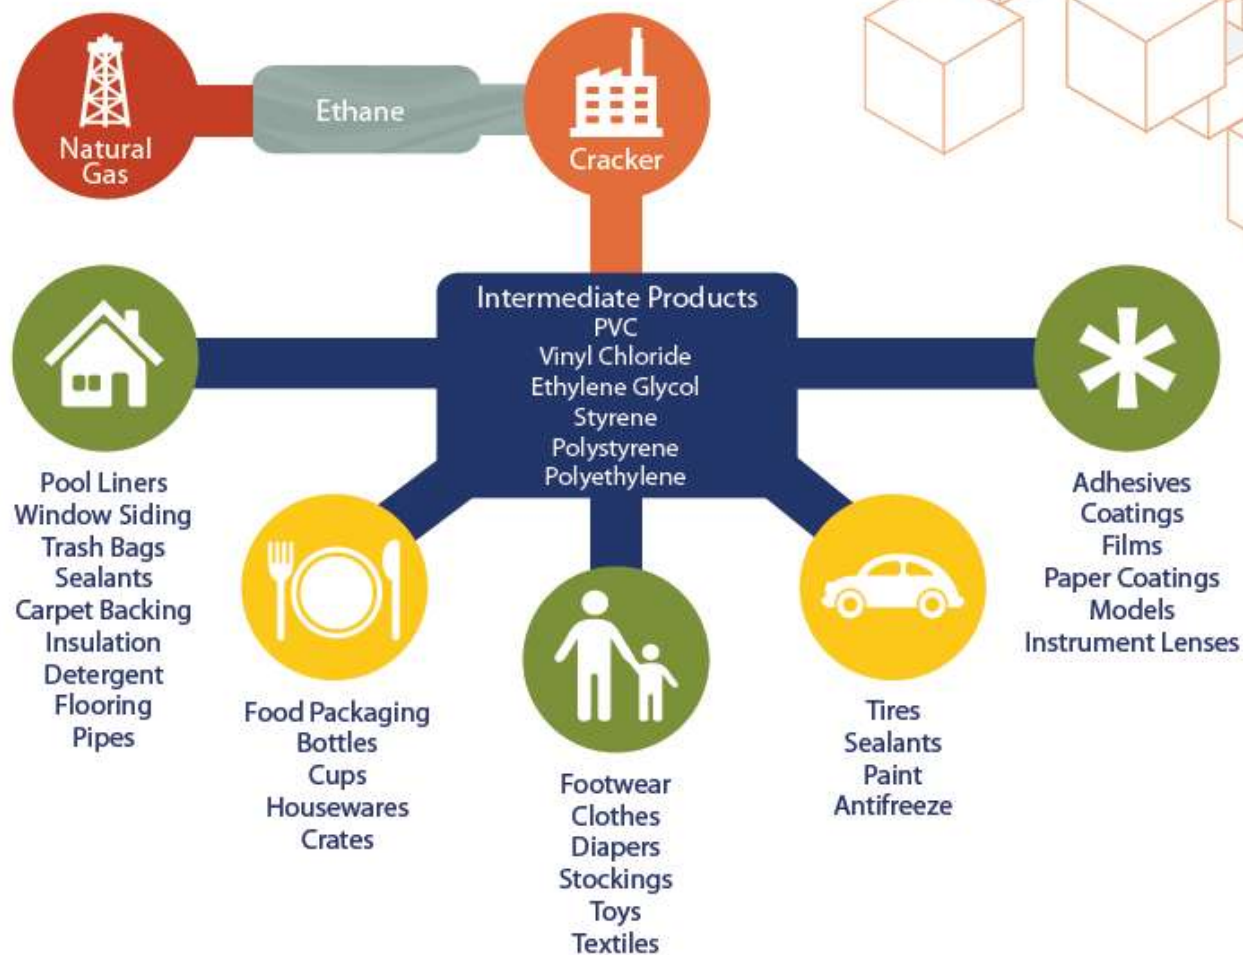 Natural
Gas
Ethane
Cracker
Intermediate Products
PVC
Vinyl Chloride
Ethylene Glycol
Styrene
Polystyrene
Polyethylene
Pool Liners
Window Siding
Trash Bags
Sealants
Carpet Backing
Insulation
Detergent
Flooring
Pipes
Food Packaging
Bottles
Cups
Housewares
Crates
Footwear
Clothes
Diapers
Stockings
Toys
Textiles
Tires
Sealants
Paint
Antifreeze
Adhesives
Coatings
Films
Paper Coatings
Models
Instrument Lenses